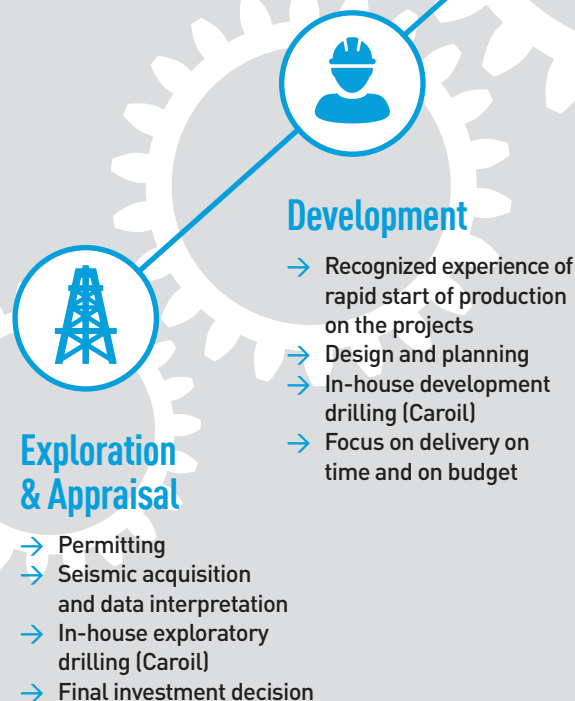 Development
→ Recognized experience of
rapid start of production
on the projects
→ Design and planning
→ In-house development
drilling (Caroil)
→ Focus on delivery on
time and on budget
Exploration
& Appraisal
→ Permitting
→ Seismic acquisition
and data interpretation
→ In-house exploratory
drilling (Caroil)
→ Final investment decision